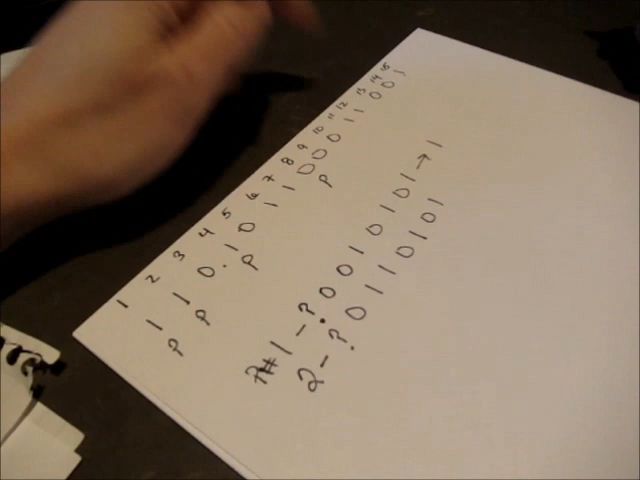 1 2 3 4 5 6 7 8 9 10 11 12 13 14 15
1 1 0 . 1 0 1 1 0 0 0 1 1 0 0 1
P P P P
1 - ? 0 0 1 0 1 0 1 → 1
2 - ? 0 1 1 0 1 0 1